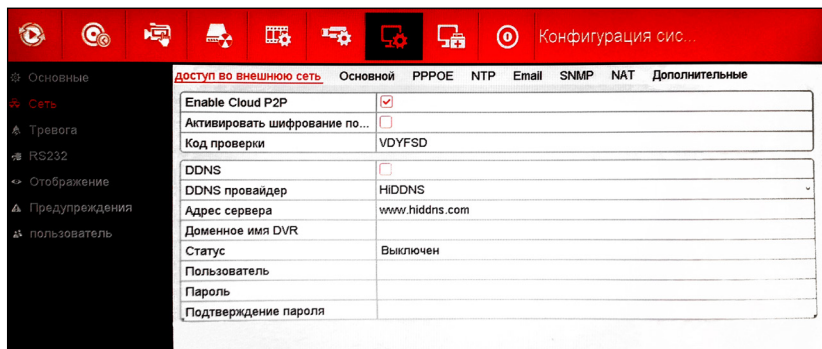 Конфигурация сис...
Основные
Сеть
Тревога
RS232
Отображение
Предупреждения
пользователь
доступ во внешнюю сеть Основной PPPOE NTP Email SNMP NAT Дополнительные
Enable Cloud P2P
Активировать шифрование по...
Код проверки VDYFSD
DDNS
DDNS провайдер HiDDNS
Адрес сервера www.hiddns.com
Доменное имя DVR
Статус Выключен
Пользователь
Пароль
Подтверждение пароля